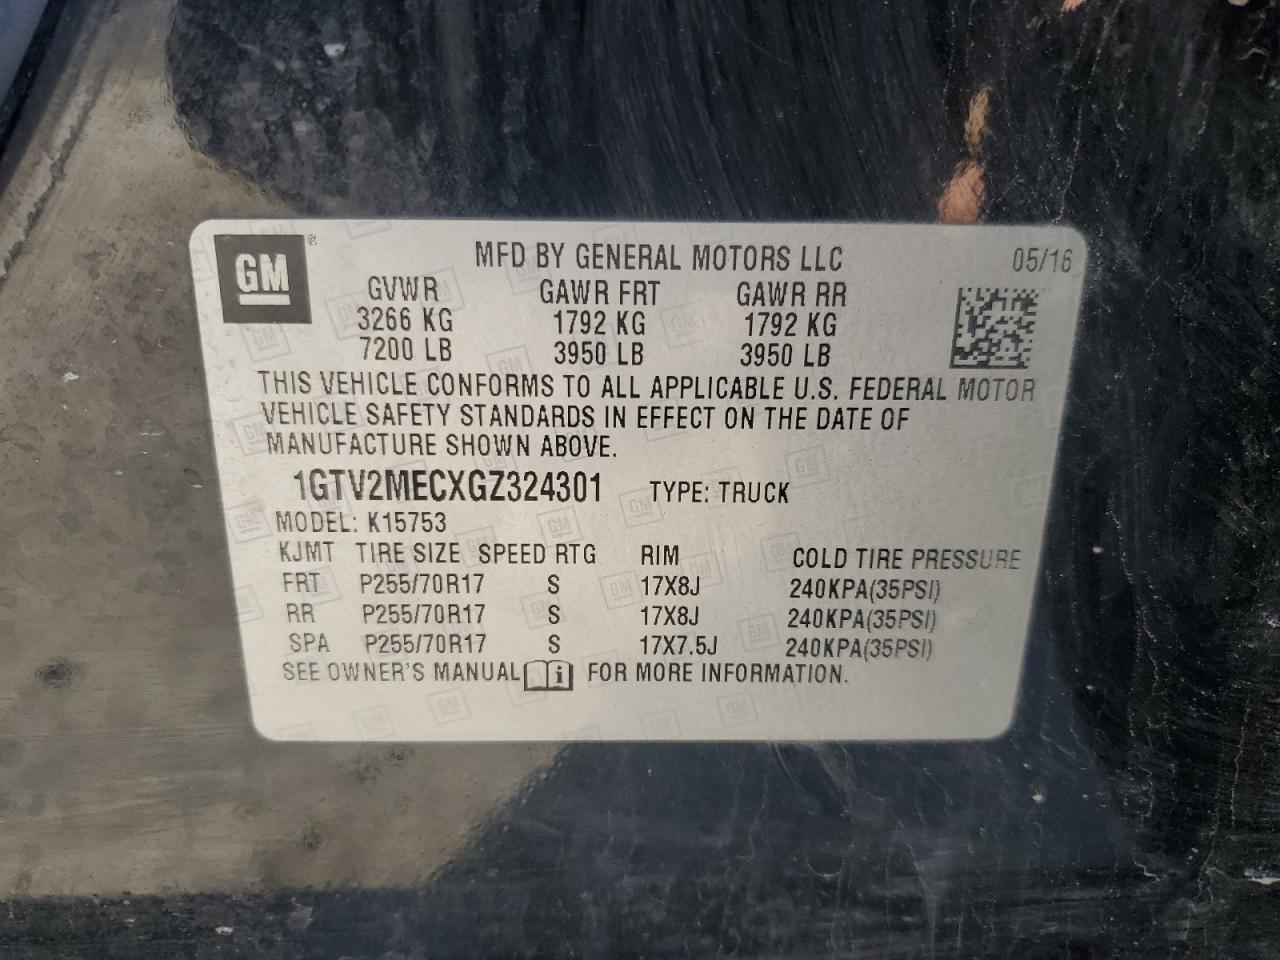 GM ®
MFD BY GENERAL MOTORS LLC 05/16
GVWR GAWR FRT GAWR RR
3266 KG 1792 KG 1792 KG
7200 LB 3950 LB 3950 LB
THIS VEHICLE CONFORMS TO ALL APPLICABLE U.S. FEDERAL MOTOR
VEHICLE SAFETY STANDARDS IN EFFECT ON THE DATE OF
MANUFACTURE SHOWN ABOVE.
1GTV2MECXGZ324301 TYPE: TRUCK
MODEL: K15753
KJMT TIRE SIZE SPEED RTG RIM COLD TIRE PRESSURE
FRT P255/70R17 S 17X8J 240KPA(35PSI)
RR P255/70R17 S 17X8J 240KPA(35PSI)
SPA P255/70R17 S 17X7.5J 240KPA(35PSI)
SEE OWNER'S MANUAL i FOR MORE INFORMATION.